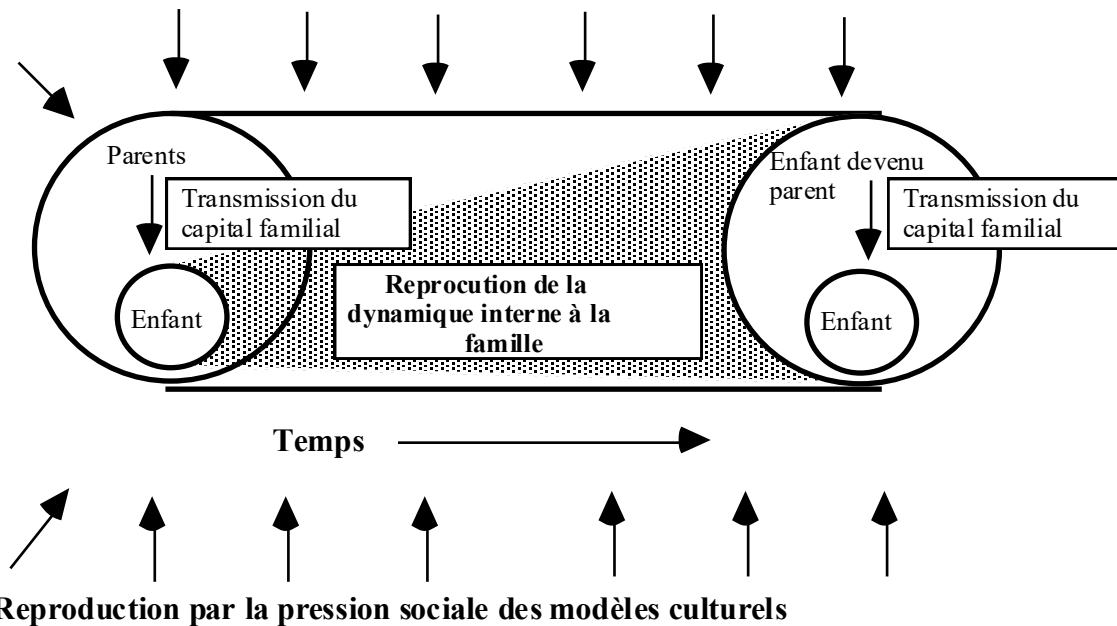 Parents
Transmission du
capital familial
Enfant
Reprocution de la
dynamique interne à la
famille
Enfant devenu
parent
Transmission du
capital familial
Enfant
Temps
Reproduction par la pression sociale des modèles culturels